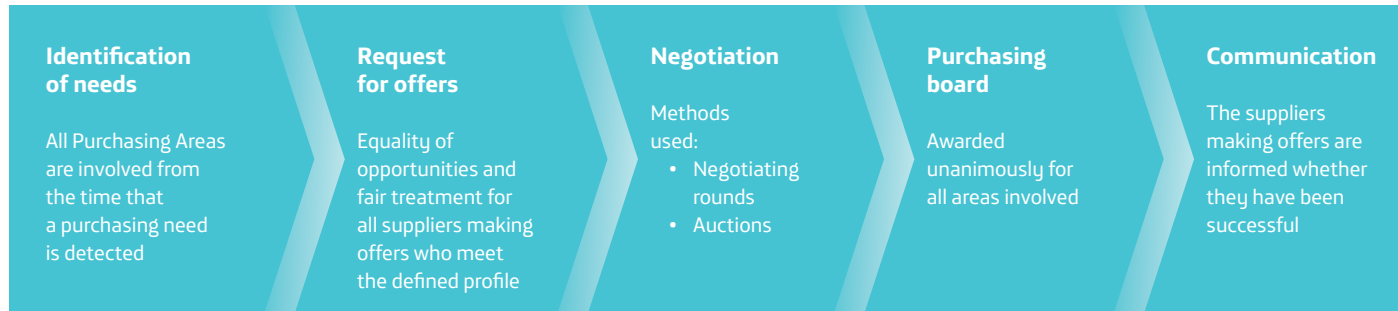 Identification
of needs
All Purchasing Areas
are involved from
the time that
a purchasing need
is detected
Request
for offers
Equality of
opportunities and
fair treatment for
all suppliers making
offers who meet
the defined profile
Negotiation
Methods
used:
• Negotiating
rounds
• Auctions
Purchasing
board
Awarded
unanimously for
all areas involved
Communication
The suppliers
making offers are
informed whether
they have been
successful